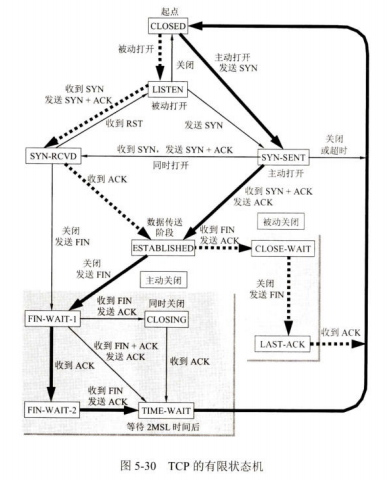 起点
CLOSED
被动打开
关闭
主动打开
发送 SYN
收到 SYN
发送 SYN + ACK
LISTEN
被动打开
收到 RST
发送 SYN
收到 SYN，发送 SYN + ACK
同时打开
SYN-RCVD
SYN-SENT
主动打开
关闭
或超时
收到 ACK
收到 SYN + ACK
发送 ACK
数据传送
阶段
ESTABLISHED
关闭
发送 FIN
收到 FIN
发送 ACK
被动关闭
CLOSE-WAIT
关闭
发送 FIN
主动关闭
关闭
发送 FIN
LAST-ACK
收到 ACK
FIN-WAIT-1
收到 FIN
发送 ACK
同时关闭
CLOSING
收到 FIN + ACK
发送 ACK
收到 ACK
收到 ACK
收到 FIN
发送 ACK
FIN-WAIT-2
TIME-WAIT
等待 2MSL 时间后
图 5-30 TCP 的有限状态机